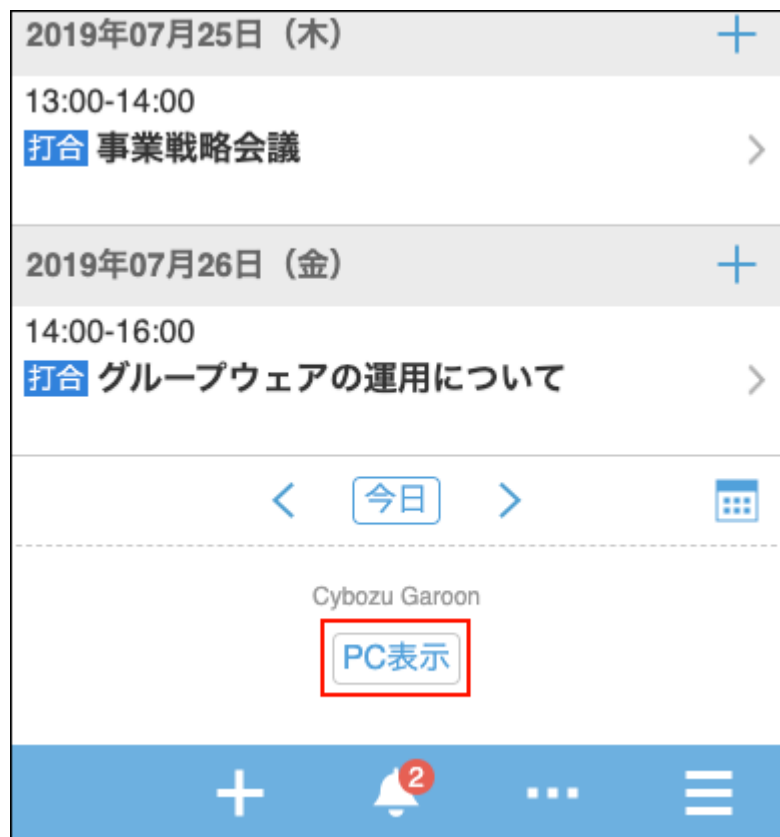 2019年07月25日（木）
13:00-14:00
打合 事業戦略会議
2019年07月26日（金）
14:00-16:00
打合 グループウェアの運用について
今日
Cybozu Garoon
PC表示
2